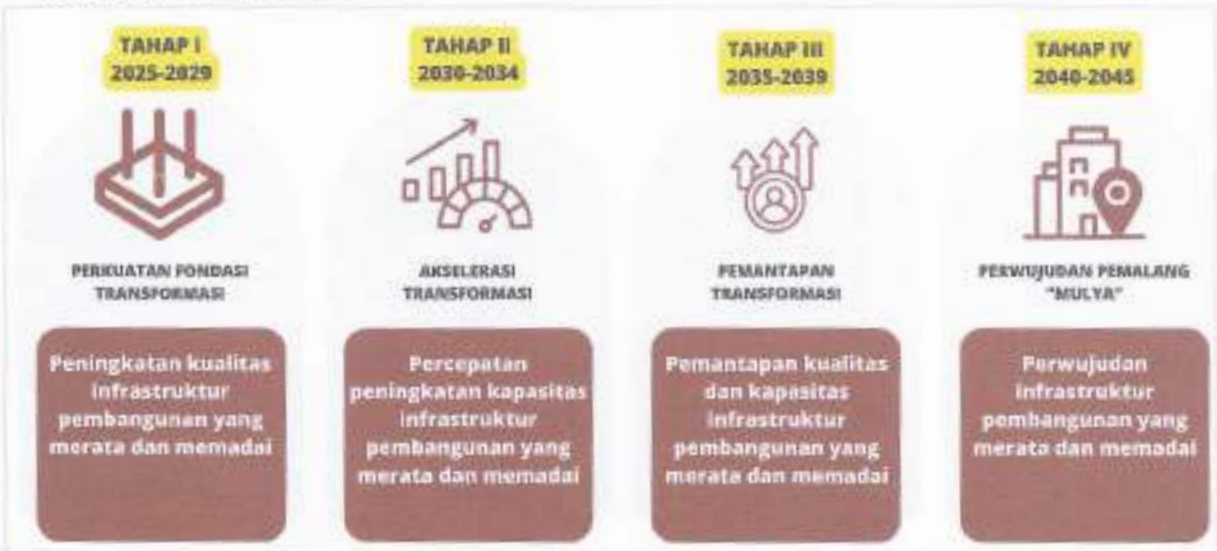 TAHAP I
2025-2029
PERKUATAN FONDASI
TRANSFORMASI
Peningkatan kualitas
infrastruktur
pembangunan yang
merata dan memadai
TAHAP II
2030-2034
AKSELERASI
TRANSFORMASI
Percepatan
peningkatan kapasitas
infrastruktur
pembangunan yang
merata dan memadai
TAHAP III
2035-2039
PEMANTAPAN
TRANSFORMASI
Pemantapan kualitas
dan kapasitas
infrastruktur
pembangunan yang
merata dan memadai
TAHAP IV
2040-2045
PERWUJUDAN PEMALANG
"MULYA"
Perwujudan
infrastruktur
pembangunan yang
merata dan memadai